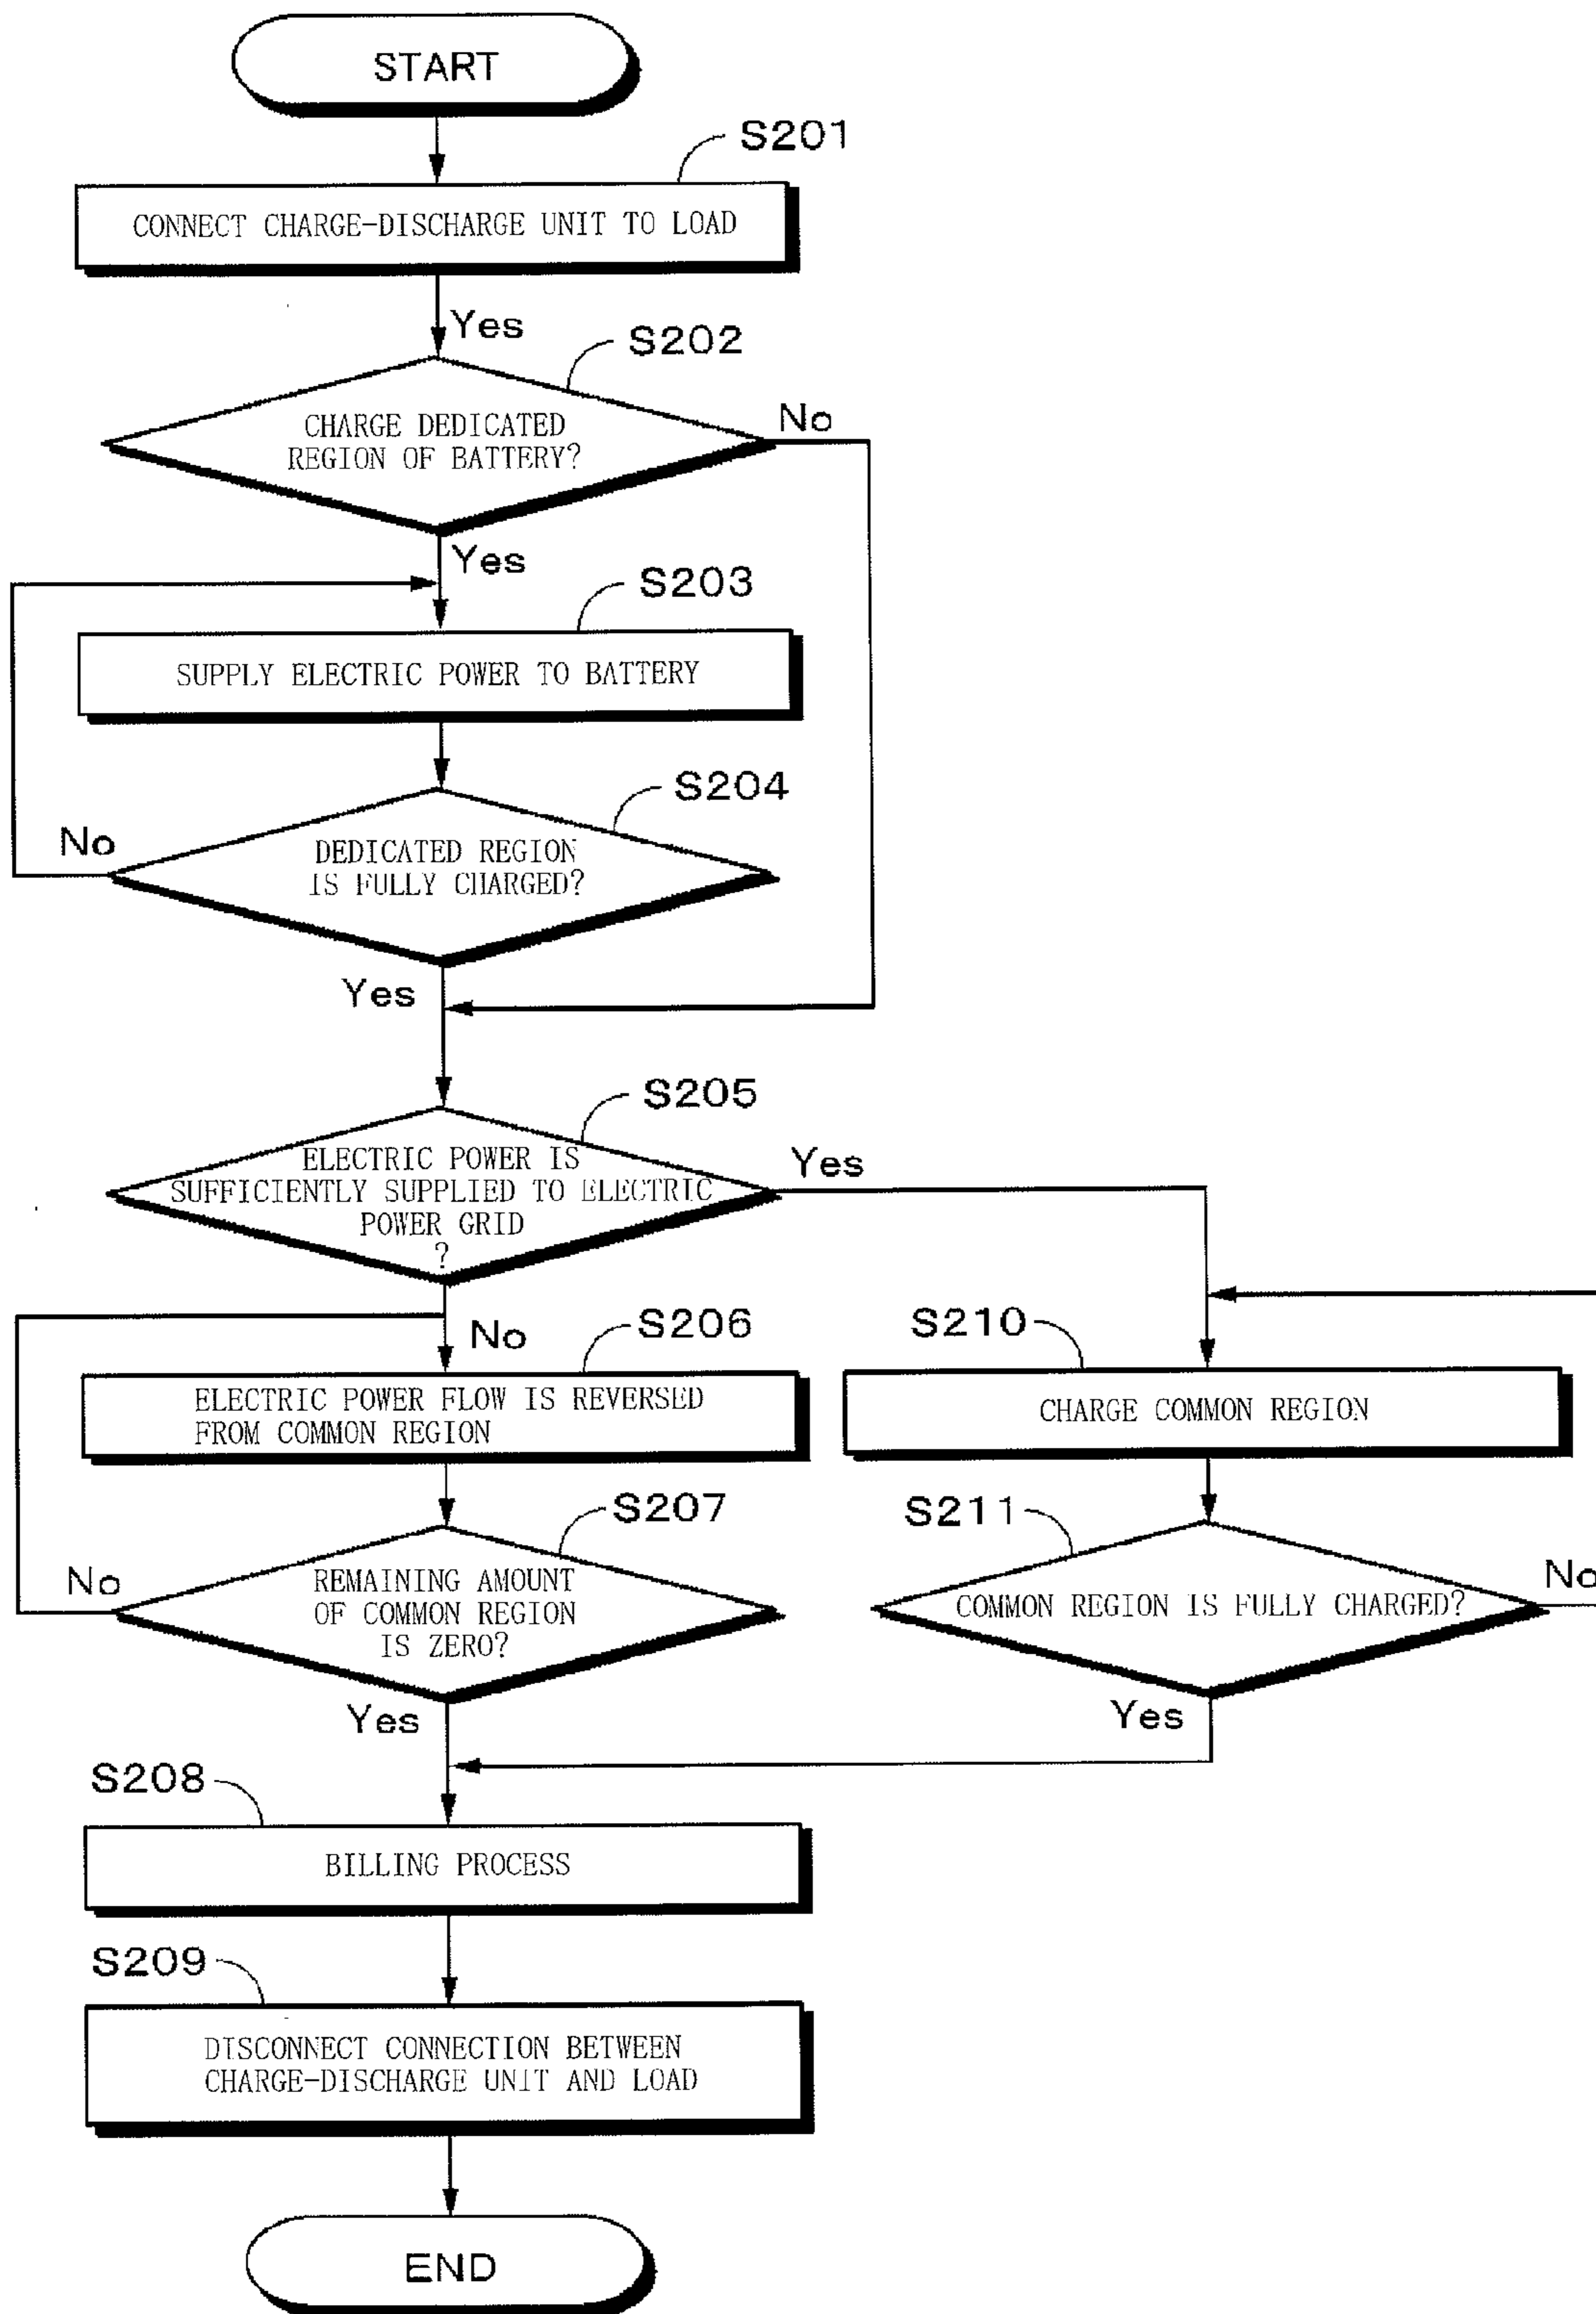 START
S201
CONNECT CHARGE-DISCHARGE UNIT TO LOAD
Yes
S202
CHARGE DEDICATED
REGION OF BATTERY?
No
Yes
S203
SUPPLY ELECTRIC POWER TO BATTERY
S204
No
DEDICATED REGION
IS FULLY CHARGED?
Yes
S205
ELECTRIC POWER IS
SUFFICIENTLY SUPPLIED TO ELECTRIC
POWER GRID
?
Yes
No
S206
ELECTRIC POWER FLOW IS REVERSED
FROM COMMON REGION
S207
No
REMAINING AMOUNT
OF COMMON REGION
IS ZERO?
Yes
S210
CHARGE COMMON REGION
S211
COMMON REGION IS FULLY CHARGED?
No
Yes
S208
BILLING PROCESS
S209
DISCONNECT CONNECTION BETWEEN
CHARGE-DISCHARGE UNIT AND LOAD
END